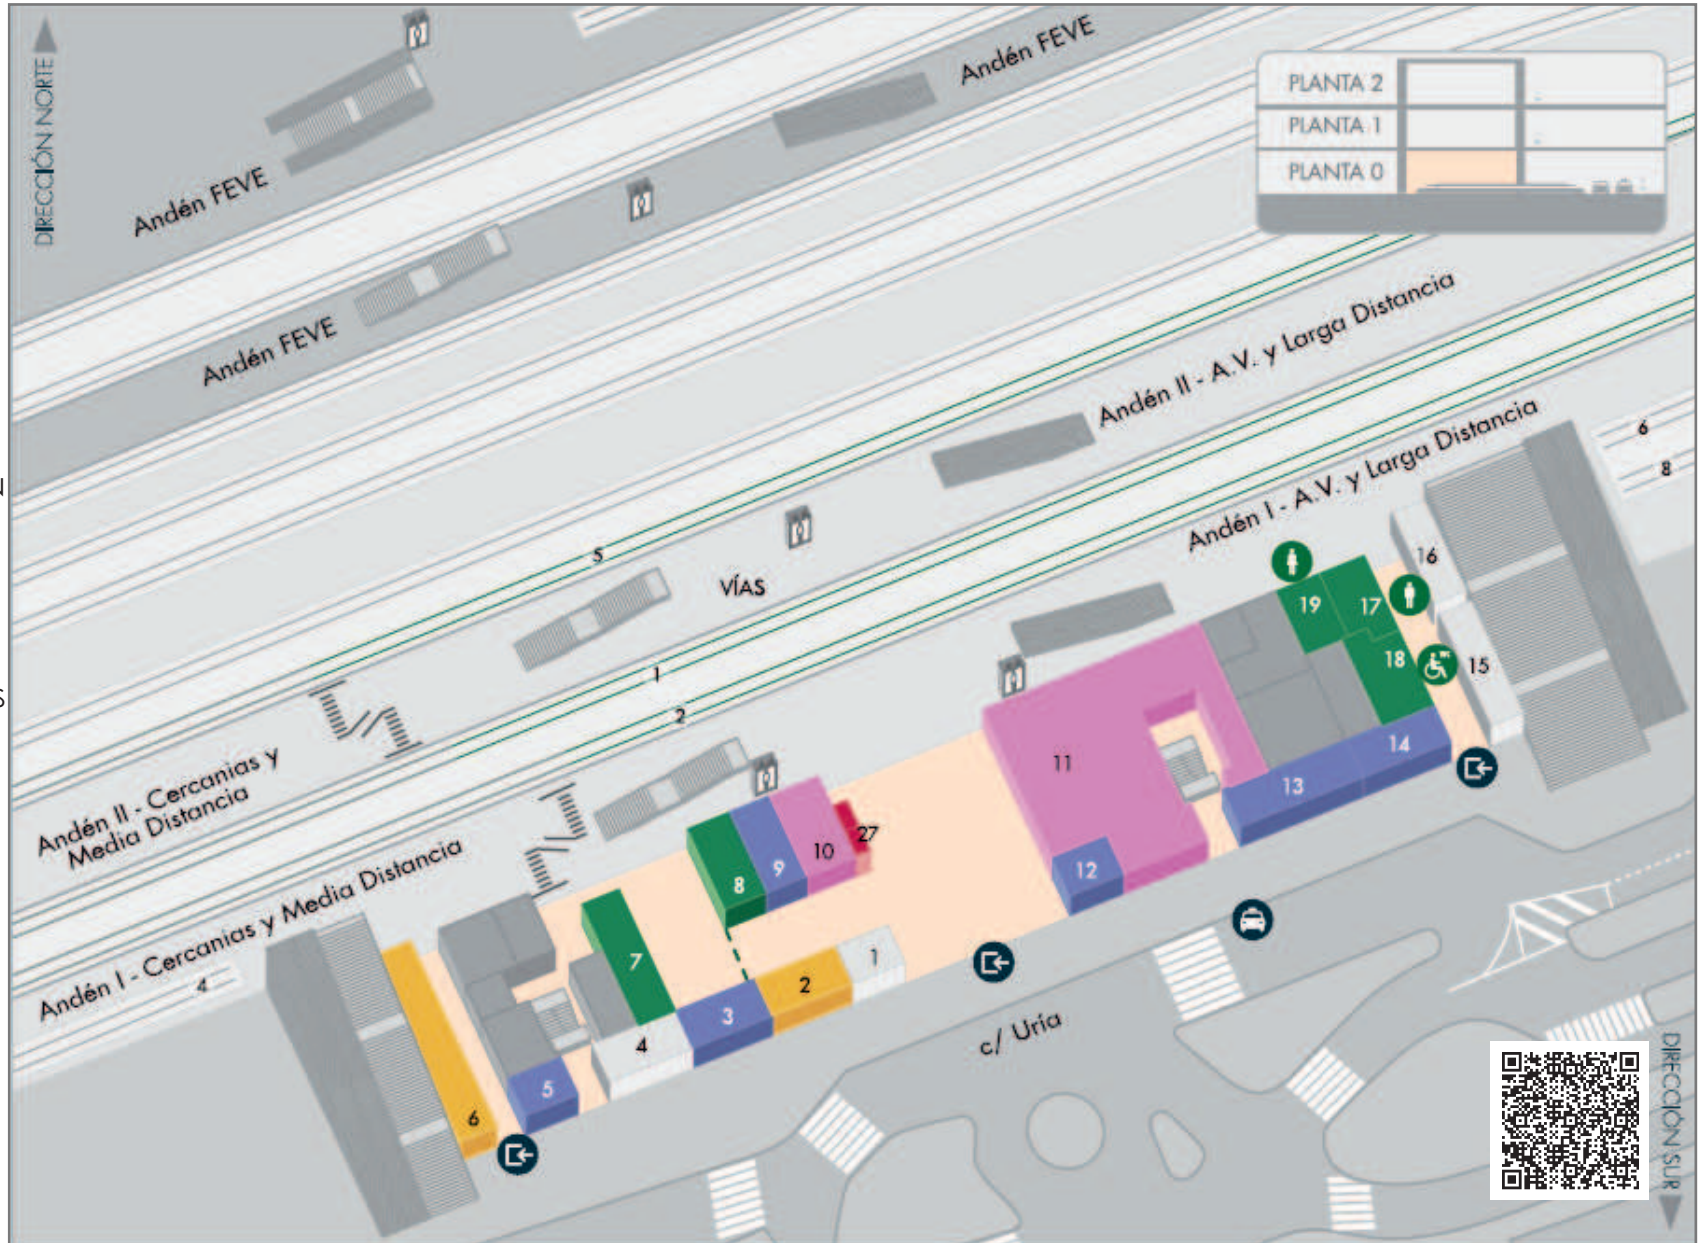 DIRECCIÓN NORTE
Andén FEVE
Andén FEVE
Andén FEVE
PLANTA 2
PLANTA 1
PLANTA 0
Andén FEVE
Andén II - A.V. y Larga Distancia
Andén I - A.V. y Larga Distancia
6
8
5
VÍAS
1
2
16
19
17
18
15
14
13
11
12
Andén II - Cercanias y
Media Distancia
Andén I - Cercanias y Media Distancia
4
27
10
9
8
7
1
2
3
4
5
6
c/ Uría
DIRECCIÓN SUR